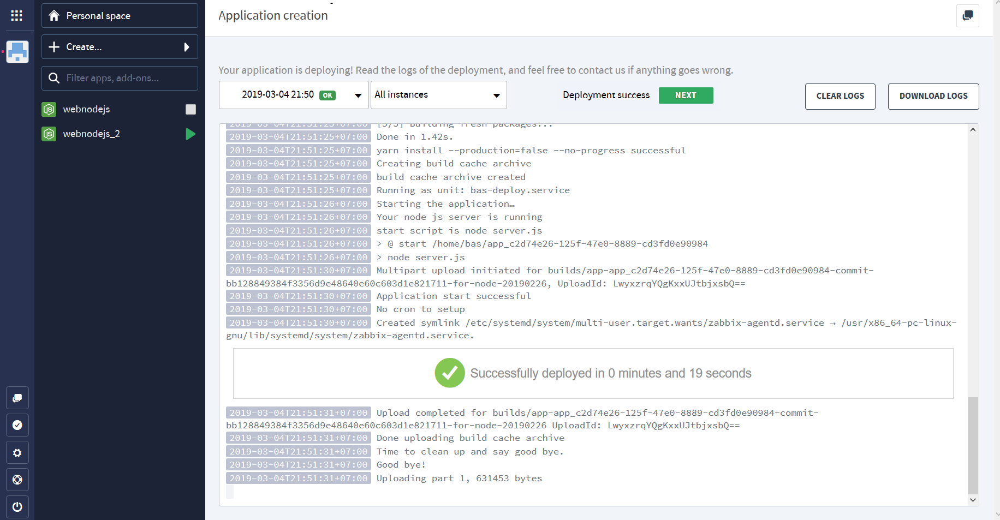 Personal space
Create...
Filter apps, add-ons...
webnodejs
webnodejs_2
Application creation
Your application is deploying! Read the logs of the deployment, and feel free to contact us if anything goes wrong.
2019-03-04 21:50 OK
All instances
Deployment success NEXT
CLEAR LOGS
DOWNLOAD LOGS
2019-03-04T21:51:25+07:00 [5/5] Building fresh packages...
2019-03-04T21:51:25+07:00 Done in 1.42s.
2019-03-04T21:51:25+07:00 yarn install --production=false --no-progress successful
2019-03-04T21:51:25+07:00 Creating build cache archive
2019-03-04T21:51:25+07:00 build cache archive created
2019-03-04T21:51:25+07:00 Running as unit: bas-deploy.service
2019-03-04T21:51:26+07:00 Starting the application…
2019-03-04T21:51:26+07:00 Your node js server is running
2019-03-04T21:51:26+07:00 start script is node server.js
2019-03-04T21:51:26+07:00 > @ start /home/bas/app_c2d74e26-125f-47e0-8889-cd3fd0e90984
2019-03-04T21:51:26+07:00 > node server.js
2019-03-04T21:51:30+07:00 Multipart upload initiated for builds/app-app_c2d74e26-125f-47e0-8889-cd3fd0e90984-commit-
bb128849384f3356d9e48640e60c603d1e821711-for-node-20190226, UploadId: LwyxzrqYQgKxxUJtbjxsbQ==
2019-03-04T21:51:30+07:00 Application start successful
2019-03-04T21:51:30+07:00 No cron to setup
2019-03-04T21:51:30+07:00 Created symlink /etc/systemd/system/multi-user.target.wants/zabbix-agentd.service → /usr/x86_64-pc-linux-
gnu/lib/systemd/system/zabbix-agentd.service.
Successfully deployed in 0 minutes and 19 seconds
2019-03-04T21:51:31+07:00 Upload completed for builds/app-app_c2d74e26-125f-47e0-8889-cd3fd0e90984-commit-
bb128849384f3356d9e48640e60c603d1e821711-for-node-20190226 UploadId: LwyxzrqYQgKxxUJtbjxsbQ==
2019-03-04T21:51:31+07:00 Done uploading build cache archive
2019-03-04T21:51:31+07:00 Time to clean up and say good bye.
2019-03-04T21:51:31+07:00 Good bye!
2019-03-04T21:51:31+07:00 Uploading part 1, 631453 bytes